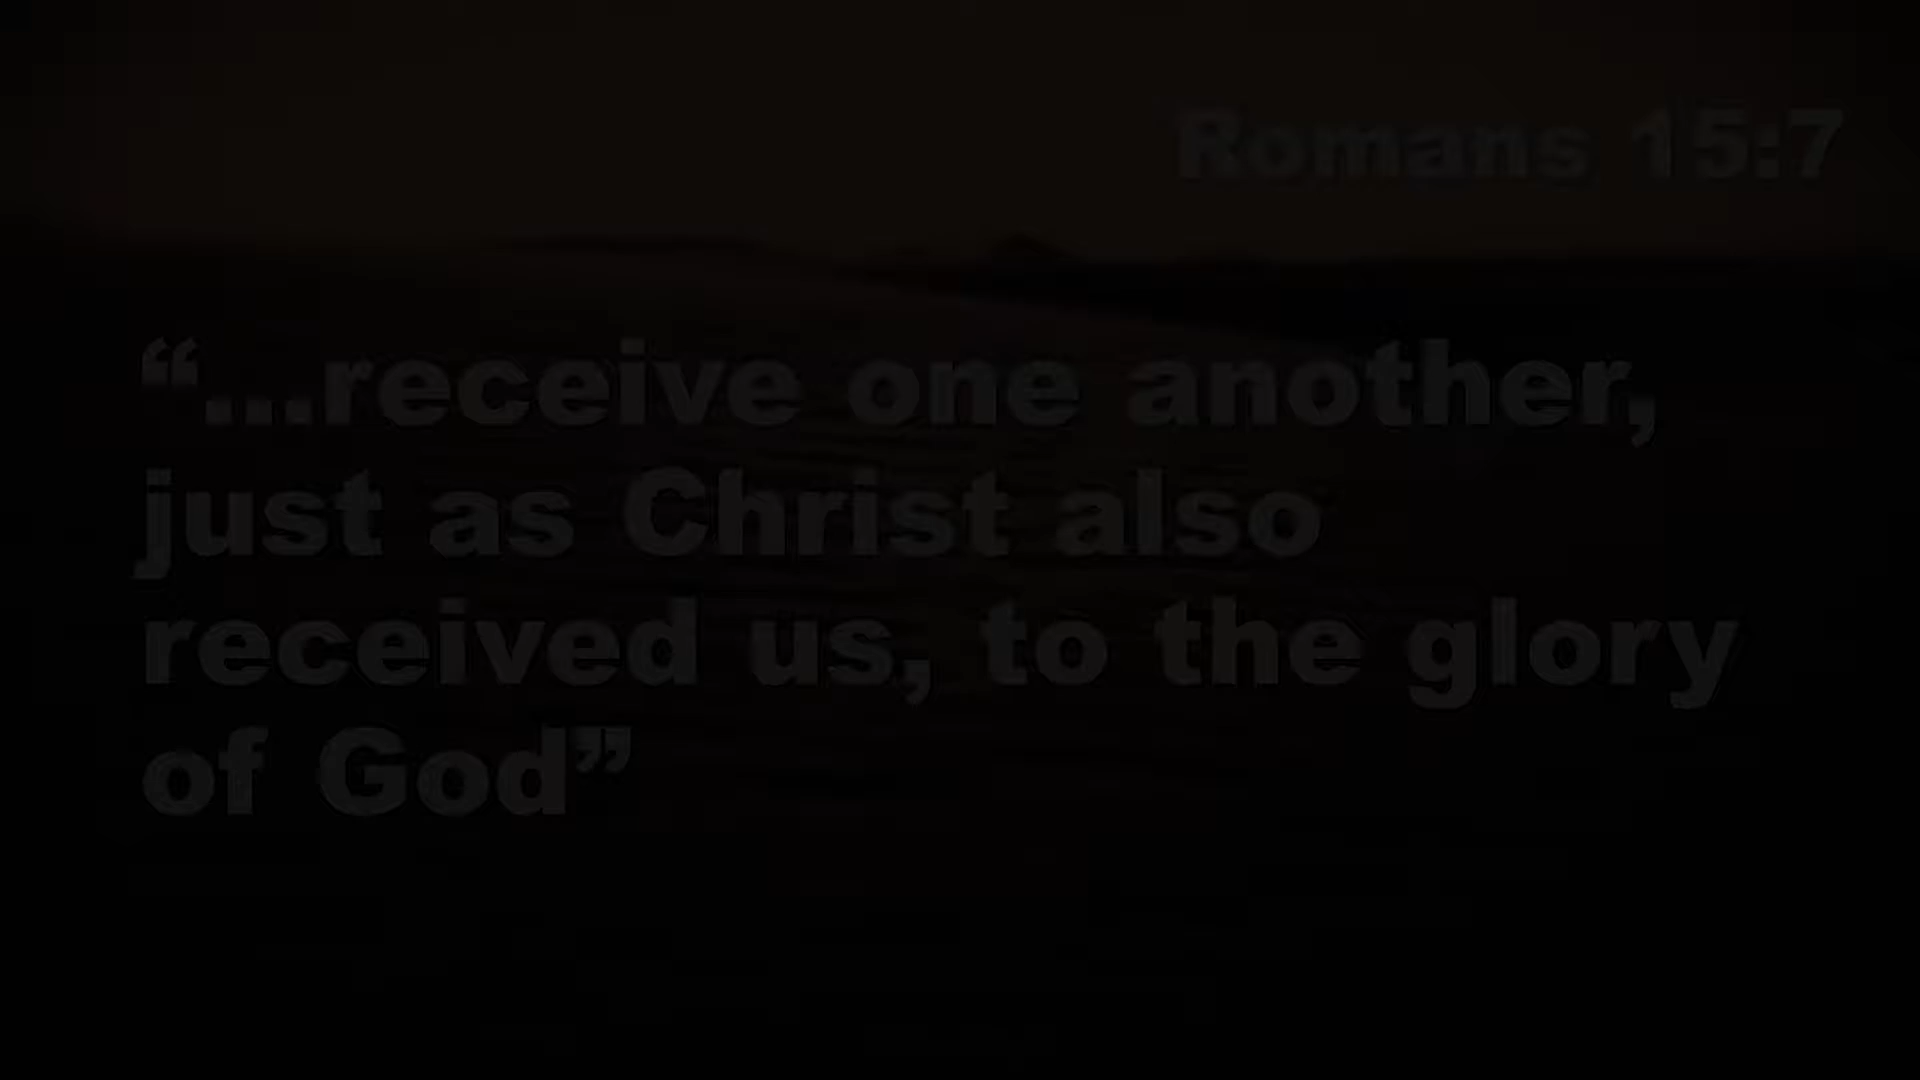 Romans 15:7
“...receive one another,
just as Christ also
received us, to the glory
of God”